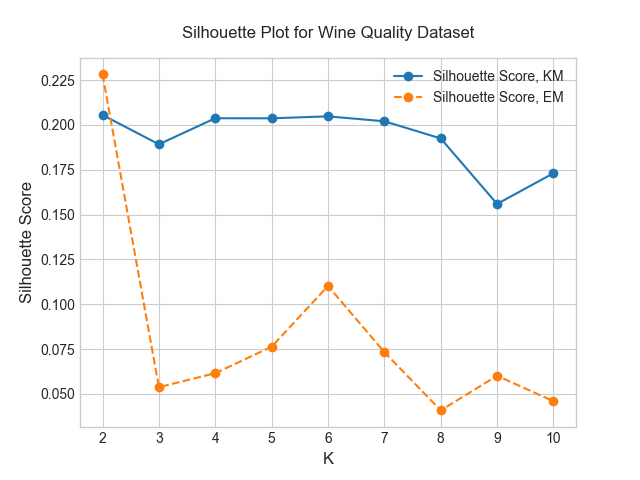 Silhouette Plot for Wine Quality Dataset
Silhouette Score, KM
Silhouette Score, EM
Silhouette Score
0.225
0.200
0.175
0.150
0.125
0.100
0.075
0.050
2 3 4 5 6 7 8 9 10
K